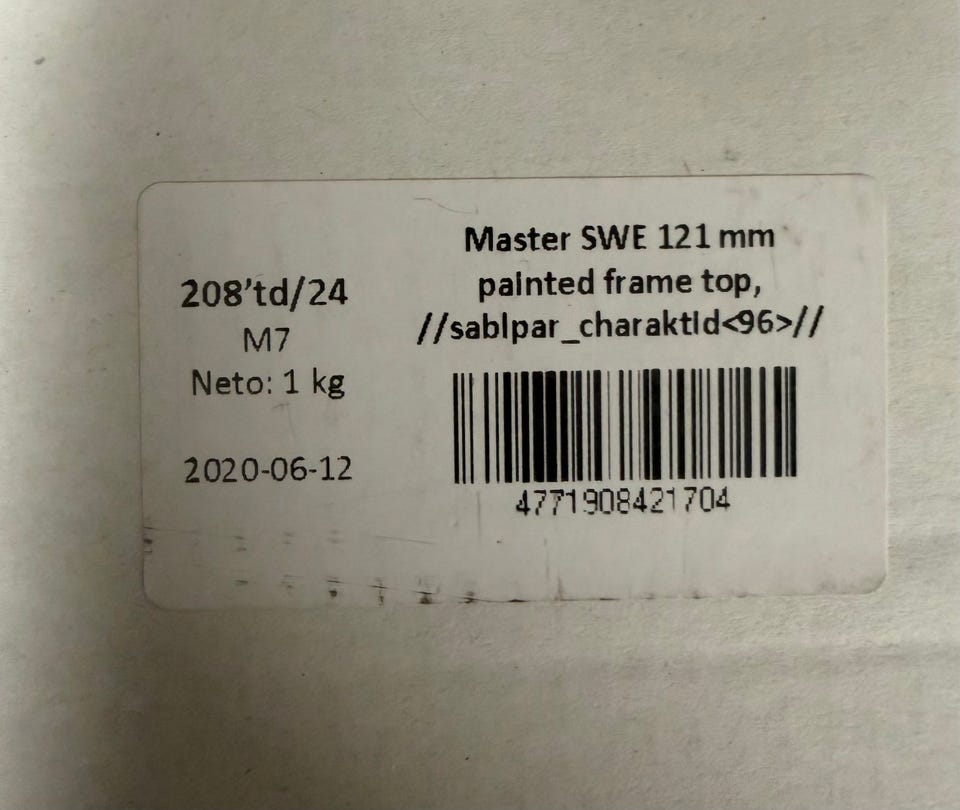 208'td/24
M7
Neto: 1 kg
2020-06-12
Master SWE 121 mm
painted frame top,
//sablpar_charaktId<96>//
4771908421704